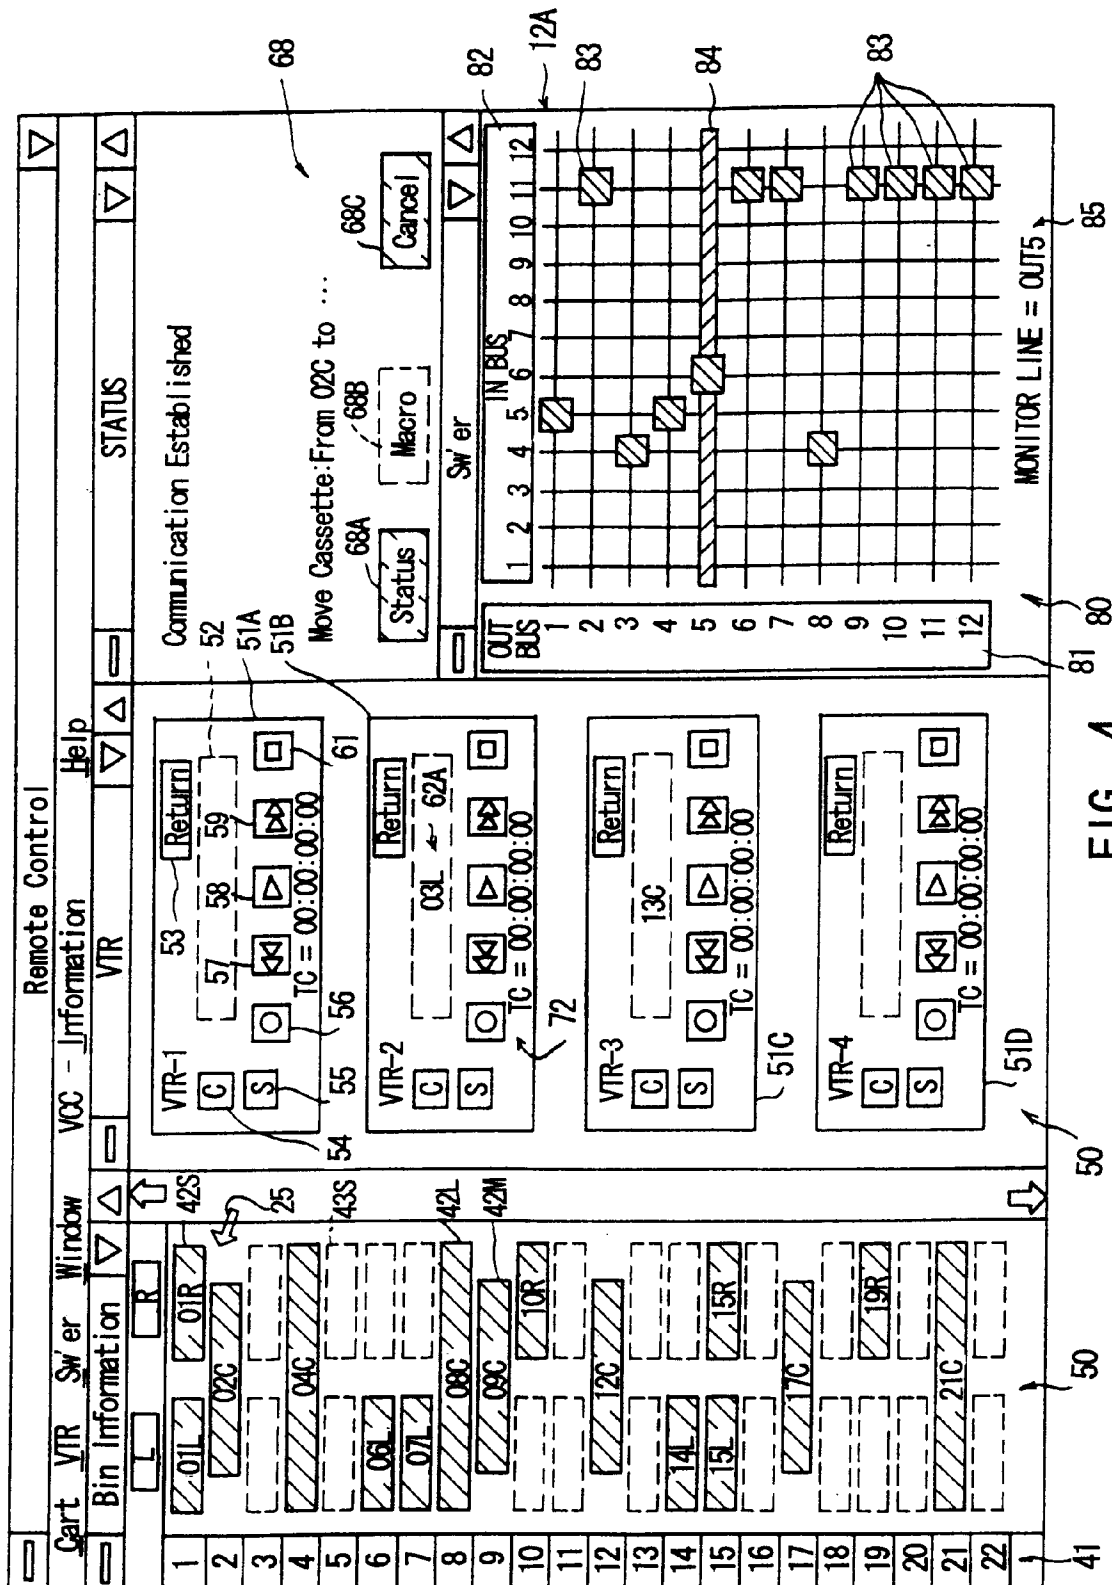 Remote Control
Cart VTR Sw'er Window VCC - Information Help
Bin Information
L R
1 01L 01R 42S
2 02C 25
3
4 04C
5 43S
6 06L
7 07L
8 08C 42L
9 09C 42M
10 10R
11
12 12C
13
14 14L
15 15L 15R
16
17 17C
18
19 19R
20
21 21C
22
41
50
VTR
VTR-1 53 Return 52 51A
C 57 58 59
S TC = 00:00:00:00
54 55 56 61
51B
VTR-2 Return
C 03L 62A
S TC = 00:00:00:00
72
VTR-3 Return
C 13C
S TC = 00:00:00:00
51C
VTR-4 Return
C
S TC = 00:00:00:00
51D
50
STATUS
Communication Established
68
Move Cassette:From 02C to ...
68A 68B 68C
Status Macro Cancel
Sw'er
OUT BUS
IN BUS 82
1 2 3 4 5 6 7 8 9 10 11 12
12A
1
2 83
3
4
5 84
6
7
8
9 83
10
11
12
81
80
MONITOR LINE = OUT5
85
FIG. 4